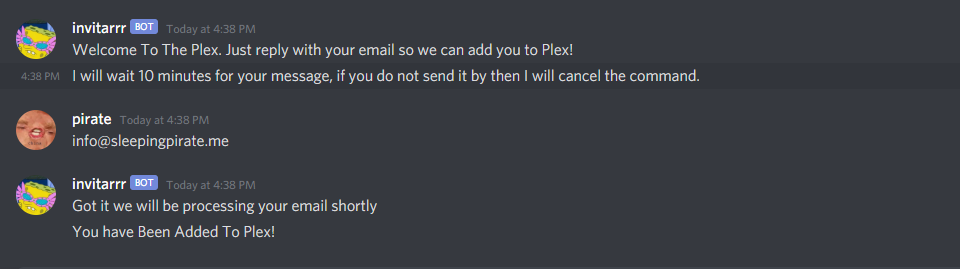 invitarrr BOT Today at 4:38 PM
Welcome To The Plex. Just reply with your email so we can add you to Plex!
4:38 PM I will wait 10 minutes for your message, if you do not send it by then I will cancel the command.
pirate Today at 4:38 PM
info@sleepingpirate.me
invitarrr BOT Today at 4:38 PM
Got it we will be processing your email shortly
You have Been Added To Plex!